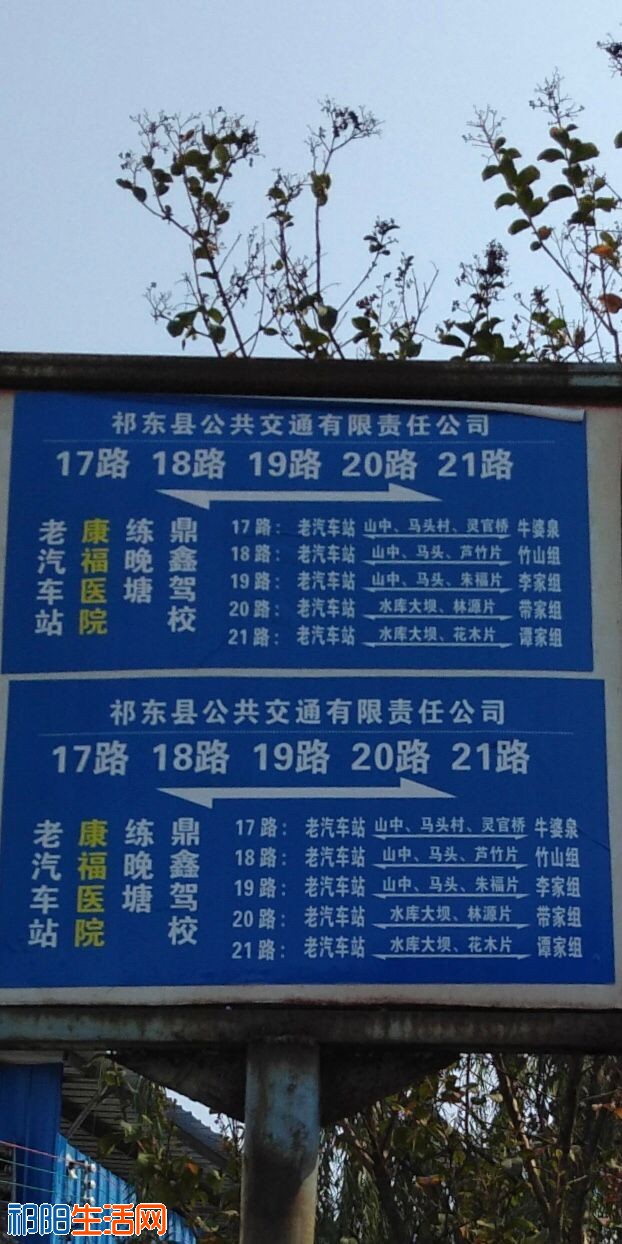 祁东县公共交通有限责任公司
17路 18路 19路 20路 21路
老汽车站
康福医院
练晚塘
鼎鑫驾校
17路： 老汽车站 山中、马头村、灵官桥 牛婆泉
18路： 老汽车站 山中、马头、芦竹片 竹山组
19路： 老汽车站 山中、马头、朱福片 李家组
20路： 老汽车站 水库大坝、林源片 带家组
21路： 老汽车站 水库大坝、花木片 谭家组
祁东县公共交通有限责任公司
17路 18路 19路 20路 21路
老汽车站
康福医院
练晚塘
鼎鑫驾校
17路： 老汽车站 山中、马头村、灵官桥 牛婆泉
18路： 老汽车站 山中、马头、芦竹片 竹山组
19路： 老汽车站 山中、马头、朱福片 李家组
20路： 老汽车站 水库大坝、林源片 带家组
21路： 老汽车站 水库大坝、花木片 谭家组
祁阳生活网